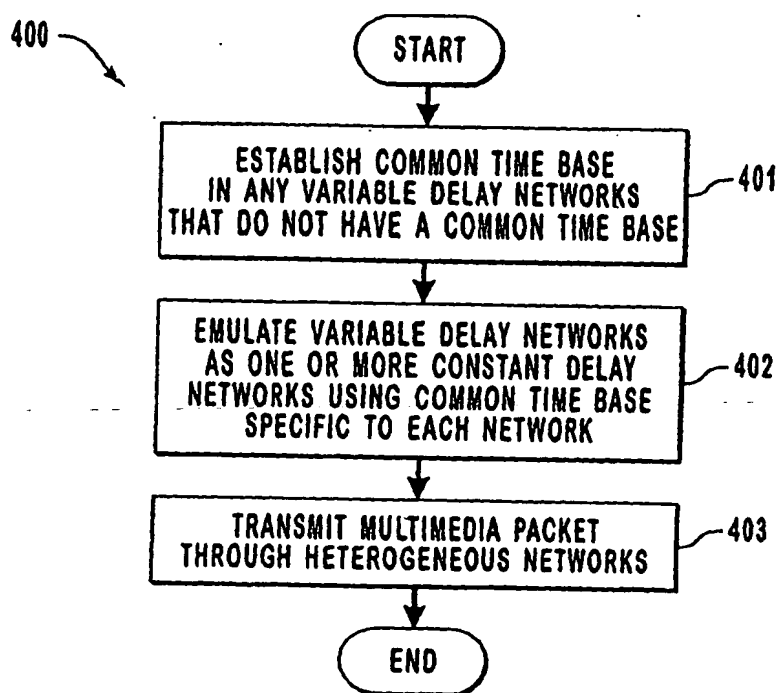 400
START
ESTABLISH COMMON TIME BASE
IN ANY VARIABLE DELAY NETWORKS
THAT DO NOT HAVE A COMMON TIME BASE
401
EMULATE VARIABLE DELAY NETWORKS
AS ONE OR MORE CONSTANT DELAY
NETWORKS USING COMMON TIME BASE
SPECIFIC TO EACH NETWORK
402
TRANSMIT MULTIMEDIA PACKET
THROUGH HETEROGENEOUS NETWORKS
403
END